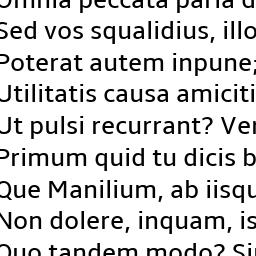 Omnia peccata paria d
Sed vos squalidius, illo
Poterat autem inpune;
Utilitatis causa amiciti
Ut pulsi recurrant? Ver
Primum quid tu dicis b
Que Manilium, ab iisqu
Non dolere, inquam, is
Quo tandem modo? Si